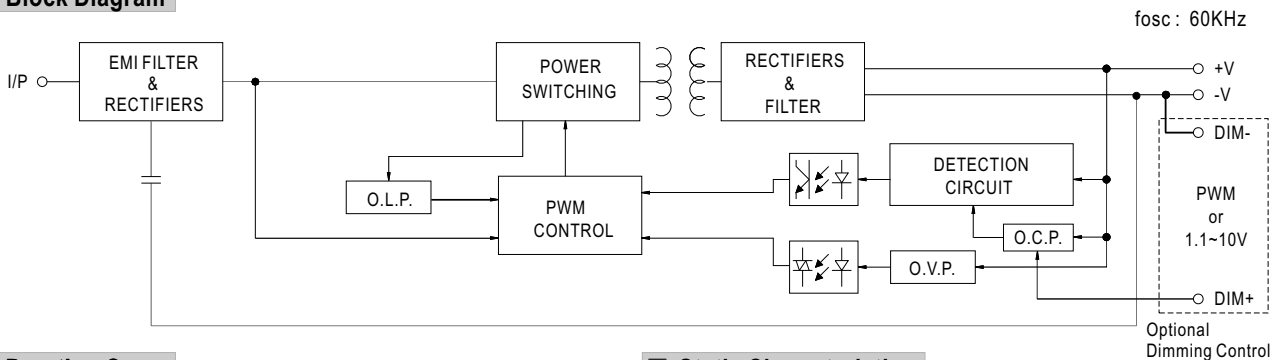 Block Diagram
fosc : 60KHz
I/P
EMI FILTER
&
RECTIFIERS
POWER
SWITCHING
RECTIFIERS
&
FILTER
+V
-V
DIM-
O.L.P.
PWM
CONTROL
DETECTION
CIRCUIT
O.C.P.
O.V.P.
PWM
or
1.1~10V
DIM+
Optional
Dimming Control